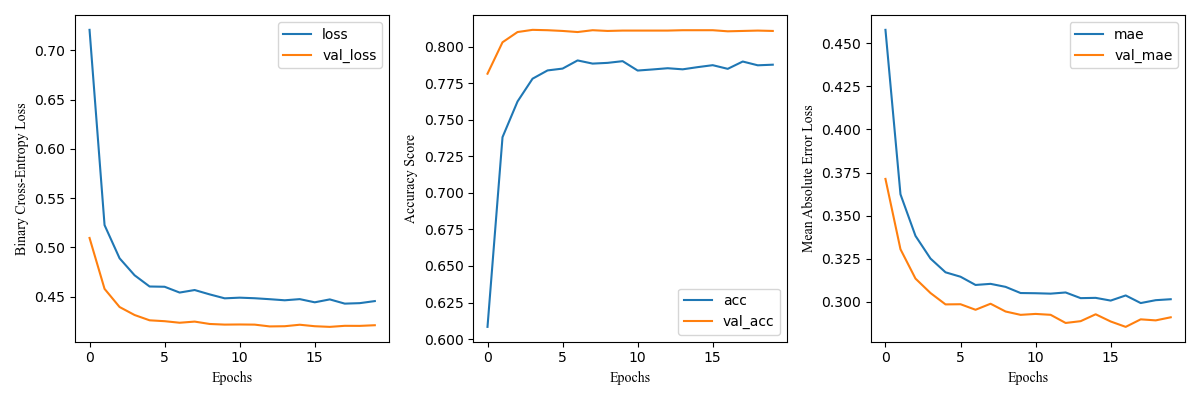 loss
val_loss
0.70
0.65
0.60
0.55
0.50
0.45
Binary Cross-Entropy Loss
0 5 10 15
Epochs
0.800
0.775
0.750
0.725
0.700
0.675
0.650
0.625
0.600
Accuracy Score
acc
val_acc
0 5 10 15
Epochs
mae
val_mae
0.450
0.425
0.400
0.375
0.350
0.325
0.300
Mean Absolute Error Loss
0 5 10 15
Epochs